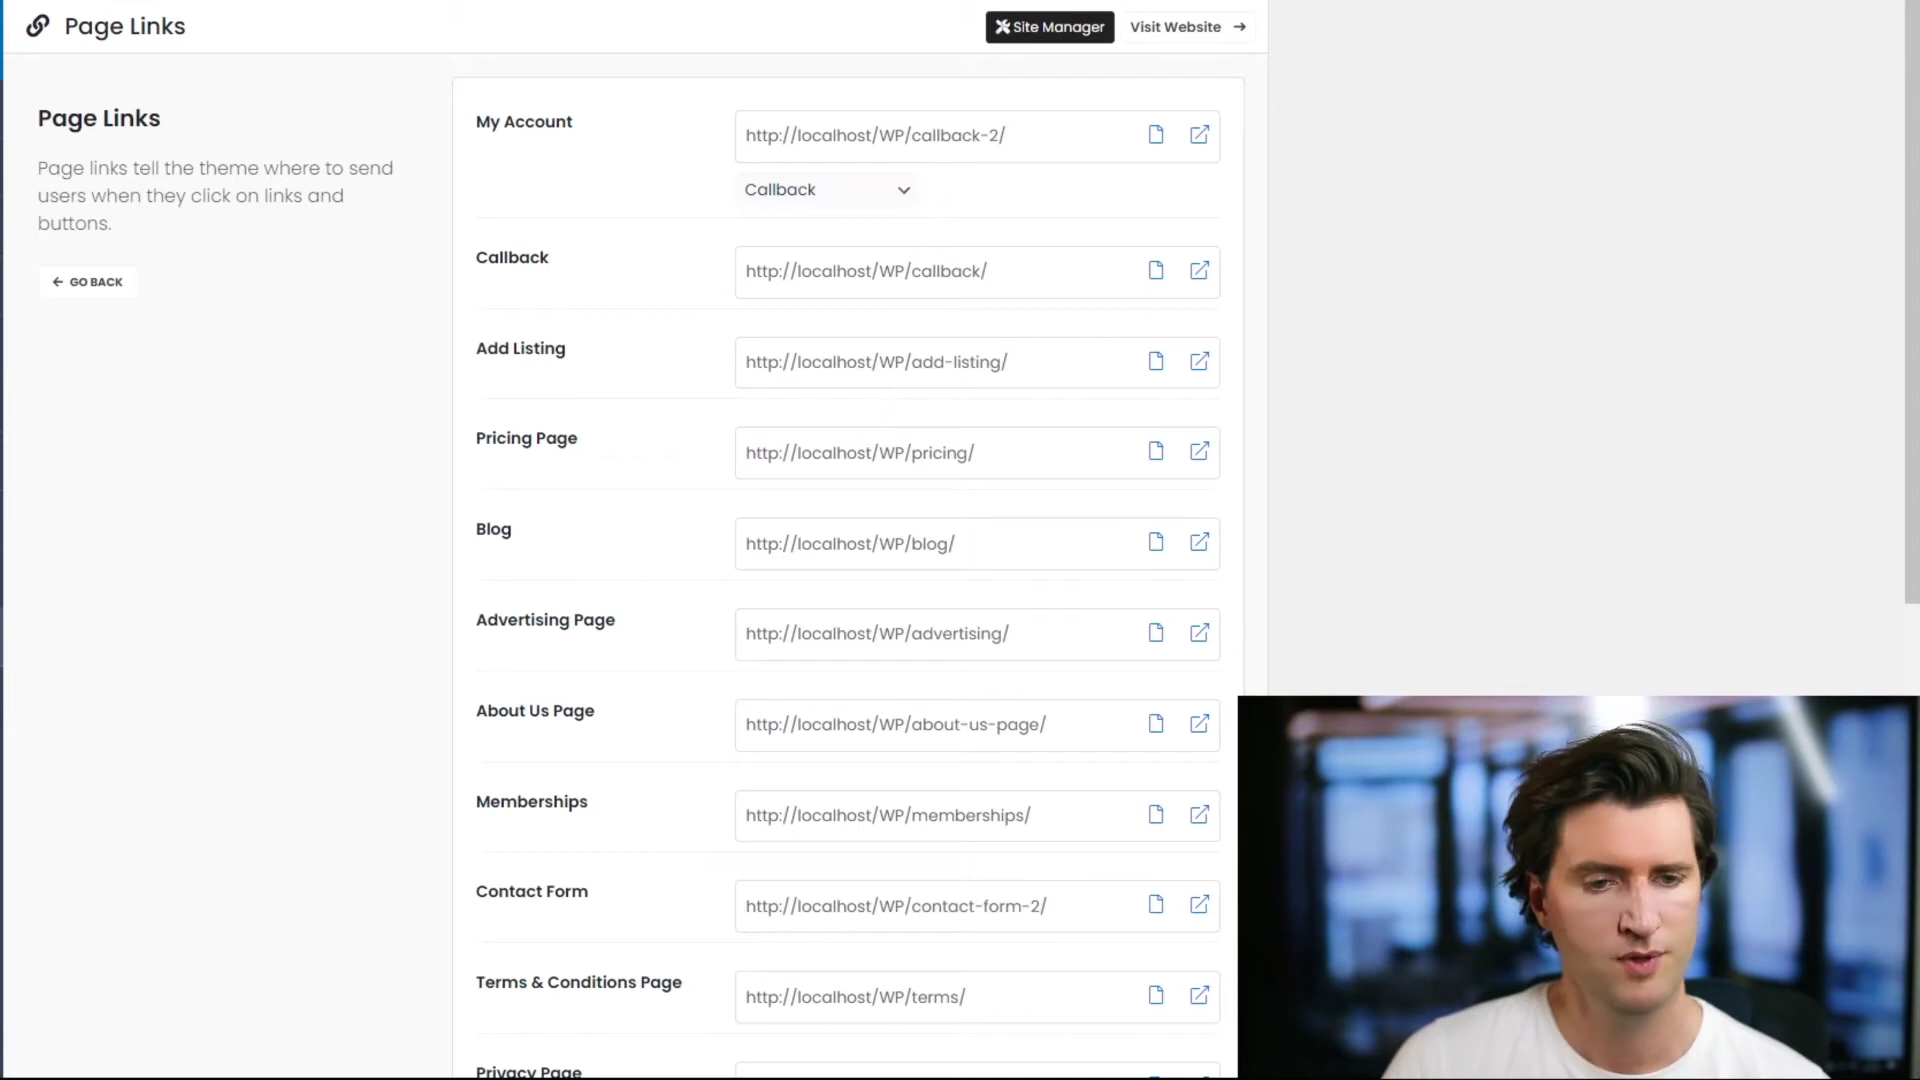 Page Links
Site Manager
Visit Website
Page Links
Page links tell the theme where to send
users when they click on links and
buttons.
GO BACK
My Account
http://localhost/WP/callback-2/
Callback
Callback
http://localhost/WP/callback/
Add Listing
http://localhost/WP/add-listing/
Pricing Page
http://localhost/WP/pricing/
Blog
http://localhost/WP/blog/
Advertising Page
http://localhost/WP/advertising/
About Us Page
http://localhost/WP/about-us-page/
Memberships
http://localhost/WP/memberships/
Contact Form
http://localhost/WP/contact-form-2/
Terms & Conditions Page
http://localhost/WP/terms/
Privacy Page